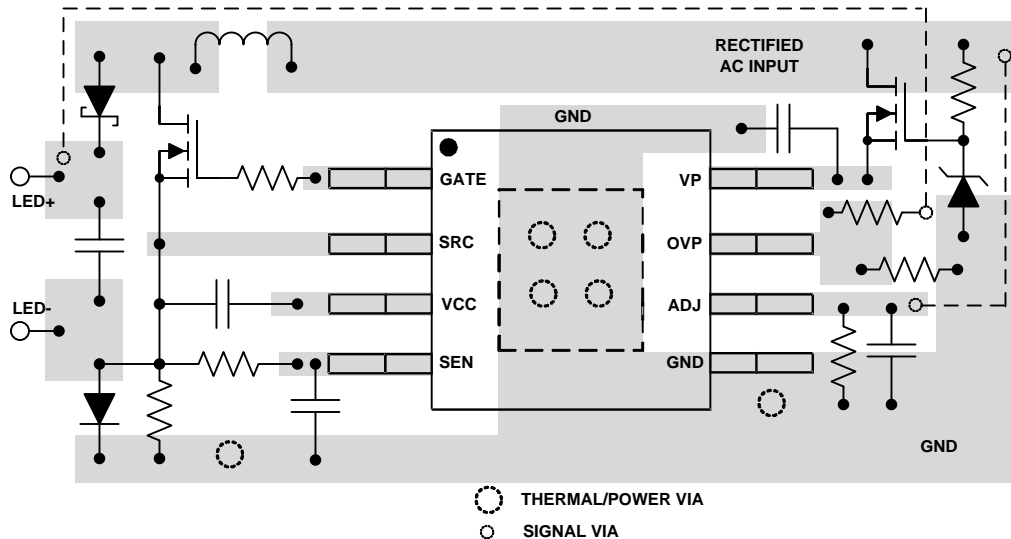 RECTIFIED
AC INPUT
GND
GATE
VP
LED+
SRC
OVP
LED-
VCC
ADJ
SEN
GND
GND
THERMAL/POWER VIA
SIGNAL VIA